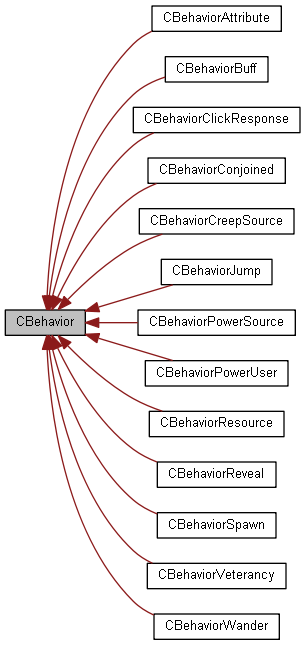 CBehaviorAttribute
CBehaviorBuff
CBehaviorClickResponse
CBehaviorConjoined
CBehaviorCreepSource
CBehaviorJump
CBehavior
CBehaviorPowerSource
CBehaviorPowerUser
CBehaviorResource
CBehaviorReveal
CBehaviorSpawn
CBehaviorVeterancy
CBehaviorWander